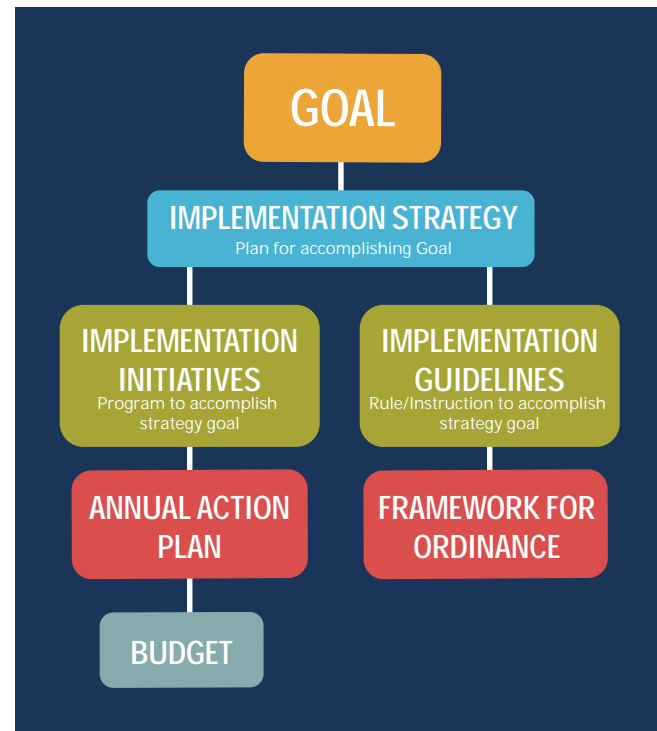 GOAL
IMPLEMENTATION STRATEGY
Plan for accomplishing Goal
IMPLEMENTATION
INITIATIVES
Program to accomplish
strategy goal
IMPLEMENTATION
GUIDELINES
Rule/Instruction to accomplish
strategy goal
ANNUAL ACTION
PLAN
FRAMEWORK FOR
ORDINANCE
BUDGET